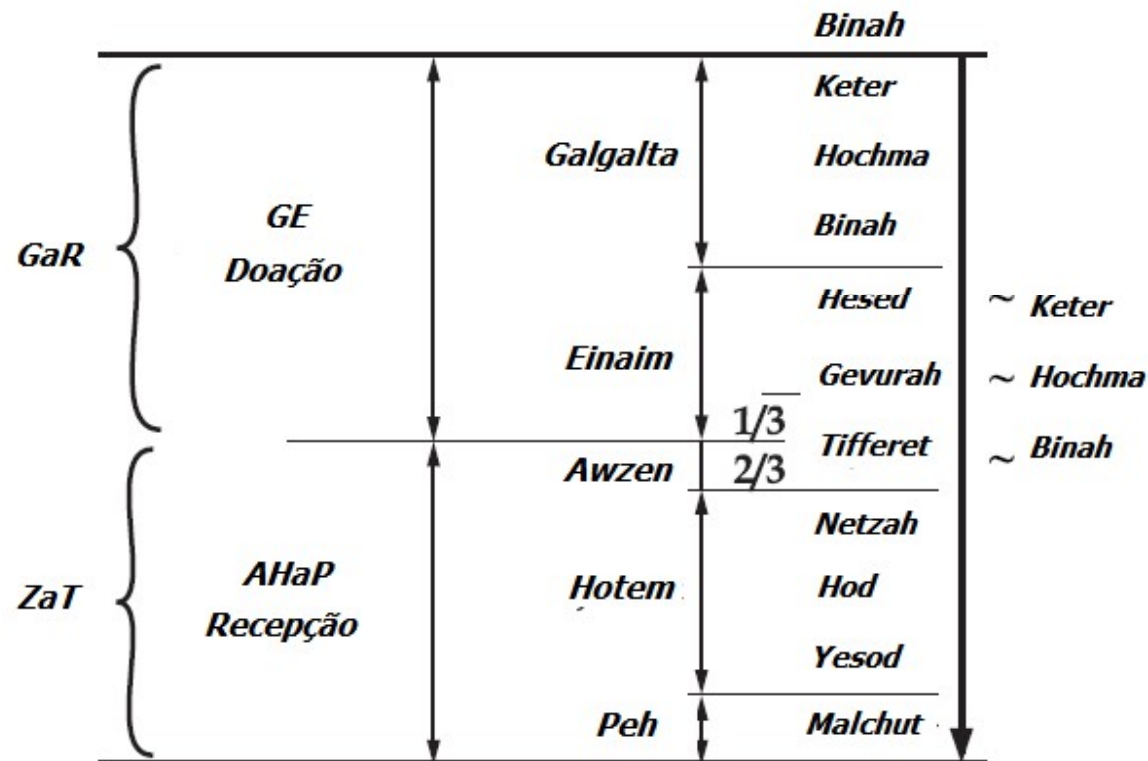 Binah
Keter
Galgalta
Hochma
GE
Binah
GaR
Doação
Hesed
~ Keter
Einaim
Gevurah
~ Hochma
1/3
Tifferet
~ Binah
Awzen
2/3
Netzah
AHaP
Hotem
Hod
ZaT
Recepção
Yesod
Peh
Malchut